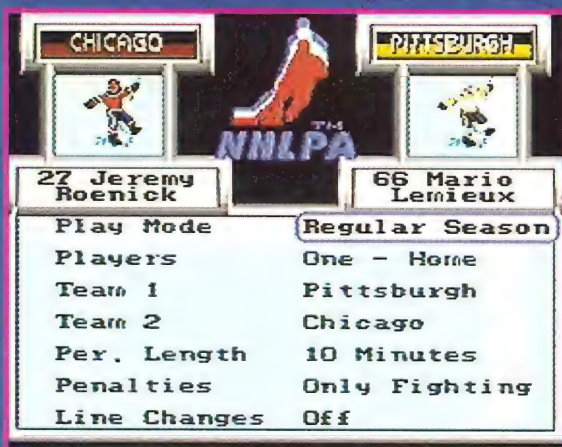 CHICAGO
PITTSBURGH
NHLPA™
27 Jeremy Roenick
66 Mario Lemieux
Play Mode Regular Season
Players One - Home
Team 1 Pittsburgh
Team 2 Chicago
Per. Length 10 Minutes
Penalties Only Fighting
Line Changes Off